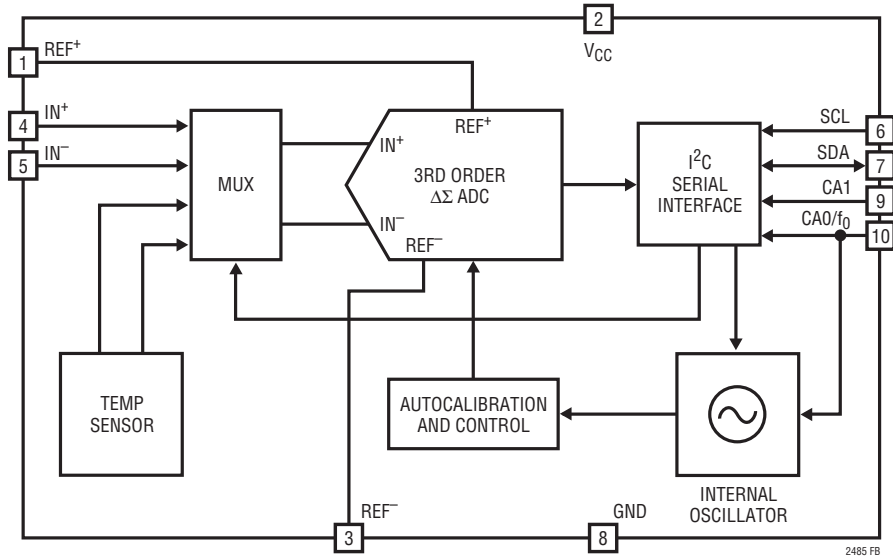 2
V_CC
REF⁺
1
IN⁺
4
IN⁻
5
MUX
REF⁺
IN⁺
3RD ORDER
ΔΣ ADC
IN⁻
REF⁻
I²C
SERIAL
INTERFACE
SCL
6
SDA
7
CA1
9
CA0/f₀
10
TEMP
SENSOR
AUTOCALIBRATION
AND CONTROL
INTERNAL
OSCILLATOR
REF⁻
3
GND
8
2485 FB